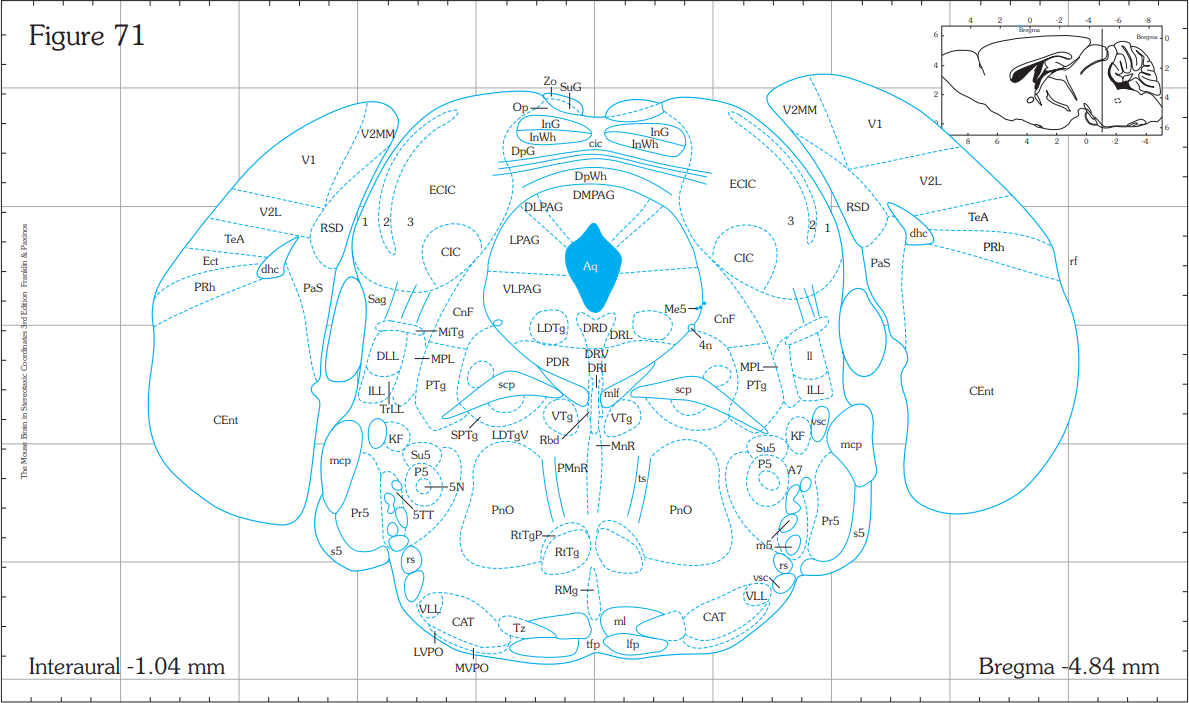 Figure 71
4 2 0 -2 -4 -6 -8
Bregma
Bregma
6 4 2 0
0 2 4 6
8 6 4 2 0 -2 -4
Zo
SuG
Op
InG
InWh
DpG
cic
InG
InWh
DpWh
DMPAG
DLPAG
LPAG
VLPAG
Aq
V2MM
V1
V2L
TeA
Ect
PRh
dhc
RSD
PaS
1 2 3
ECIC
CIC
Sag
CnF
MiTg
DLL
MPL
ILL
TrLL
PTg
V2MM
V1
V2L
TeA
PRh
rf
dhc
RSD
PaS
3 2 1
ECIC
CIC
Me5
CnF
4n
ll
MPL
PTg
ILL
LDTg
DRD
DRL
DRV
DRI
PDR
scp
mlf
scp
VTg
VTg
SPTg
LDTgV
Rbd
MnR
CEnt
CEnt
KF
Su5
P5
5N
5TT
mcp
Pr5
s5
rs
PMnR
ts
PnO
PnO
RtTgP
RtTg
RMg
vsc
KF
Su5
P5
A7
mcp
Pr5
s5
m5
rs
vsc
VLL
VLL
CAT
CAT
Tz
ml
tfp
lfp
LVPO
MVPO
Interaural -1.04 mm
Bregma -4.84 mm
The Mouse Brain in Stereotaxic Coordinates 3rd Edition Franklin & Paxinos